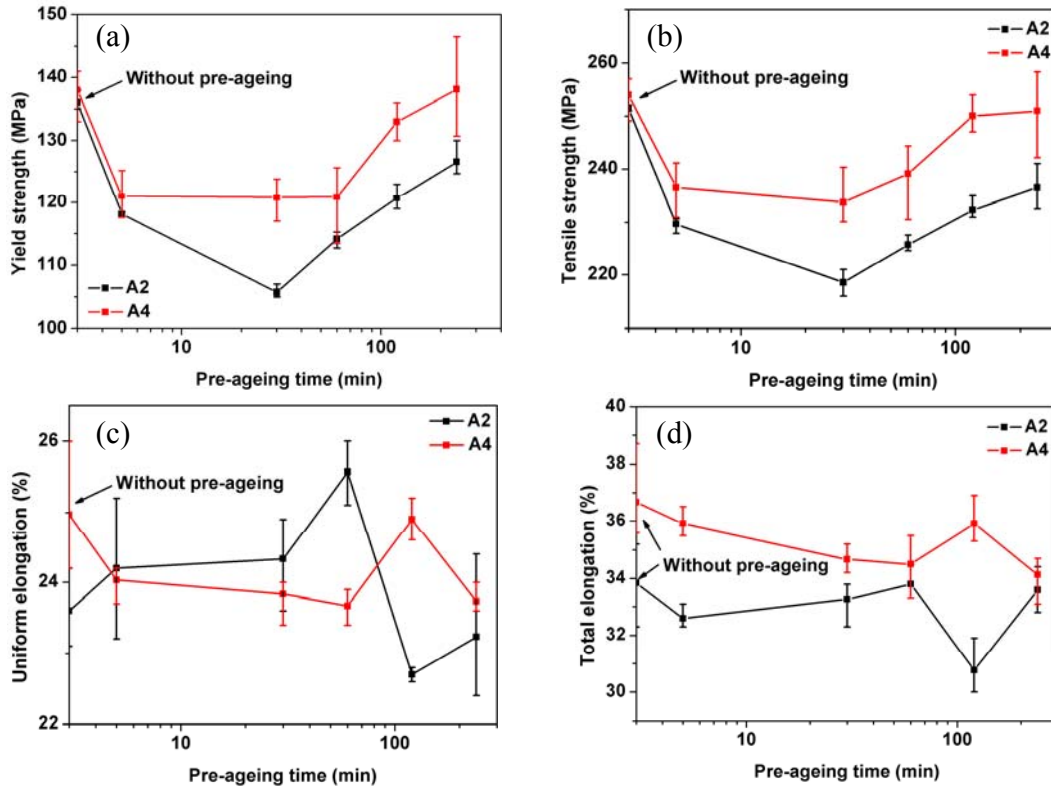 (a)
Without pre-ageing
Yield strength (MPa)
150
140
130
120
110
100
A2
A4
10
100
Pre-ageing time (min)
(b)
A2
A4
Without pre-ageing
Tensile strength (MPa)
260
240
220
10
100
Pre-ageing time (min)
(c)
A2
A4
Without pre-ageing
Uniform elongation (%)
26
24
22
10
100
Pre-ageing time (min)
(d)
A2
A4
Without pre-ageing
Total elongation (%)
40
38
36
34
32
30
10
100
Pre-ageing time (min)